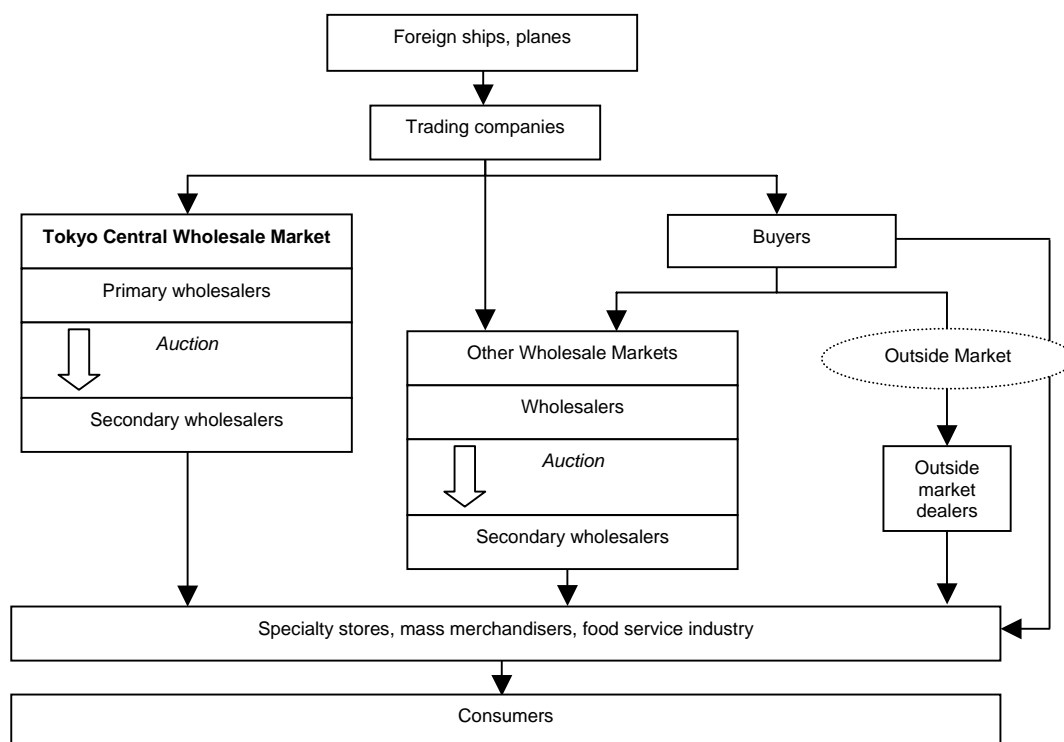 Foreign ships, planes
Trading companies
Tokyo Central Wholesale Market
Primary wholesalers
Auction
Secondary wholesalers
Buyers
Other Wholesale Markets
Wholesalers
Auction
Secondary wholesalers
Outside Market
Outside
market
dealers
Specialty stores, mass merchandisers, food service industry
Consumers